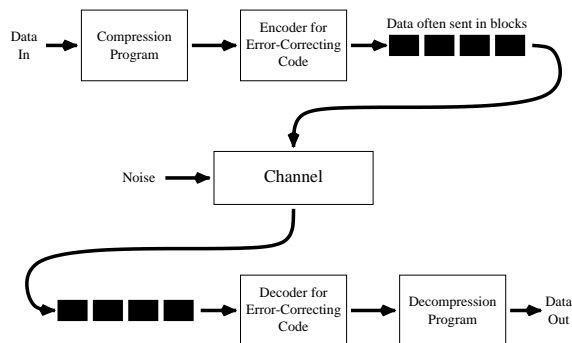 Data
In
Compression
Program
Encoder for
Error-Correcting
Code
Data often sent in blocks
Noise
Channel
Decoder for
Error-Correcting
Code
Decompression
Program
Data
Out